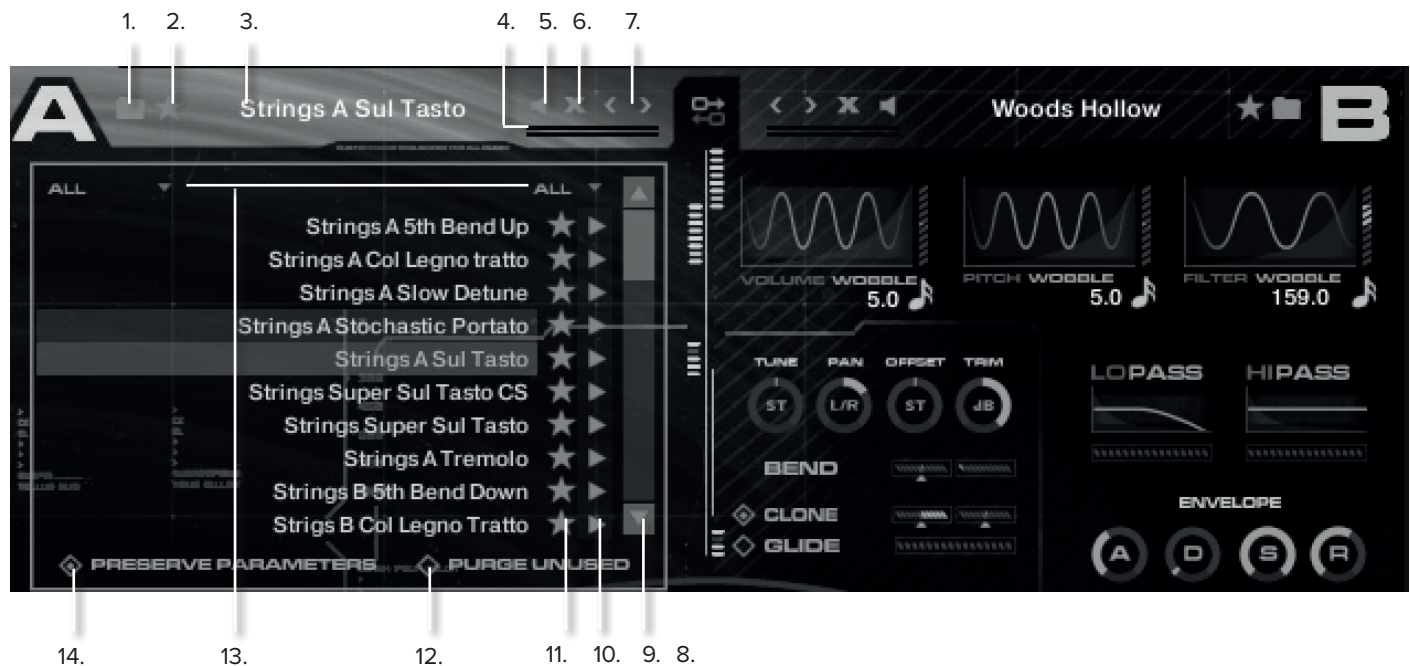 1. 2. 3. 4. 5. 6. 7.
A Strings A Sul Tasto Woods Hollow B
ALL ALL
Strings A 5th Bend Up
Strings A Col Legno tratto
Strings A Slow Detune
Strings A Stochastic Portato
Strings A Sul Tasto
Strings Super Sul Tasto CS
Strings Super Sul Tasto
Strings A Tremolo
Strings B 5th Bend Down
Strigs B Col Legno Tratto
PRESERVE PARAMETERS PURGE UNUSED
VOLUME WOBBLE PITCH WOBBLE FILTER WOBBLE
5.0 5.0 159.0
TUNE PAN OFFSET TRIM
ST L/R ST dB
LOPASS HIPASS
BEND
CLONE
GLIDE
ENVELOPE
A D S R
14. 13. 12. 11. 10. 9. 8.